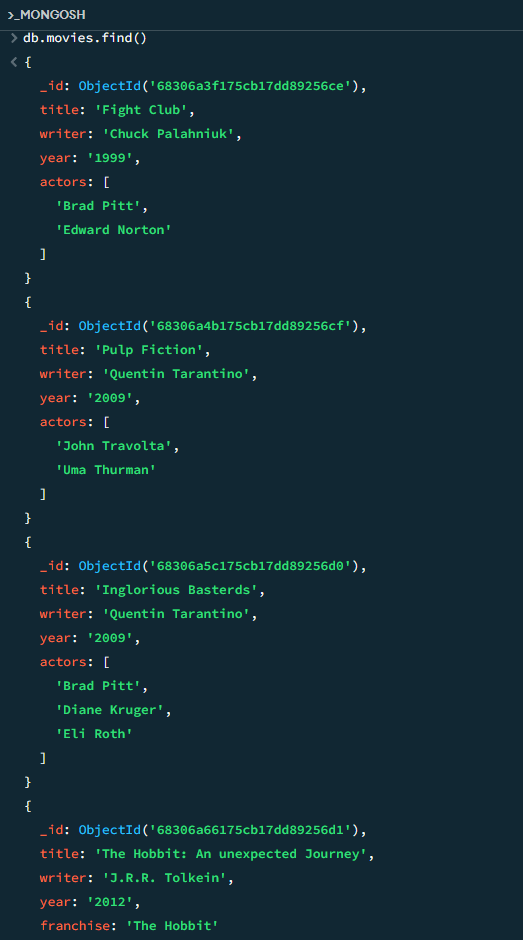 >_MONGOSH
> db.movies.find()
< {
_id: ObjectId('68306a3f175cb17dd89256ce'),
title: 'Fight Club',
writer: 'Chuck Palahniuk',
year: '1999',
actors: [
'Brad Pitt',
'Edward Norton'
]
}
{
_id: ObjectId('68306a4b175cb17dd89256cf'),
title: 'Pulp Fiction',
writer: 'Quentin Tarantino',
year: '2009',
actors: [
'John Travolta',
'Uma Thurman'
]
}
{
_id: ObjectId('68306a5c175cb17dd89256d0'),
title: 'Inglorious Basterds',
writer: 'Quentin Tarantino',
year: '2009',
actors: [
'Brad Pitt',
'Diane Kruger',
'Eli Roth'
]
}
{
_id: ObjectId('68306a66175cb17dd89256d1'),
title: 'The Hobbit: An unexpected Journey',
writer: 'J.R.R. Tolkein',
year: '2012',
franchise: 'The Hobbit'